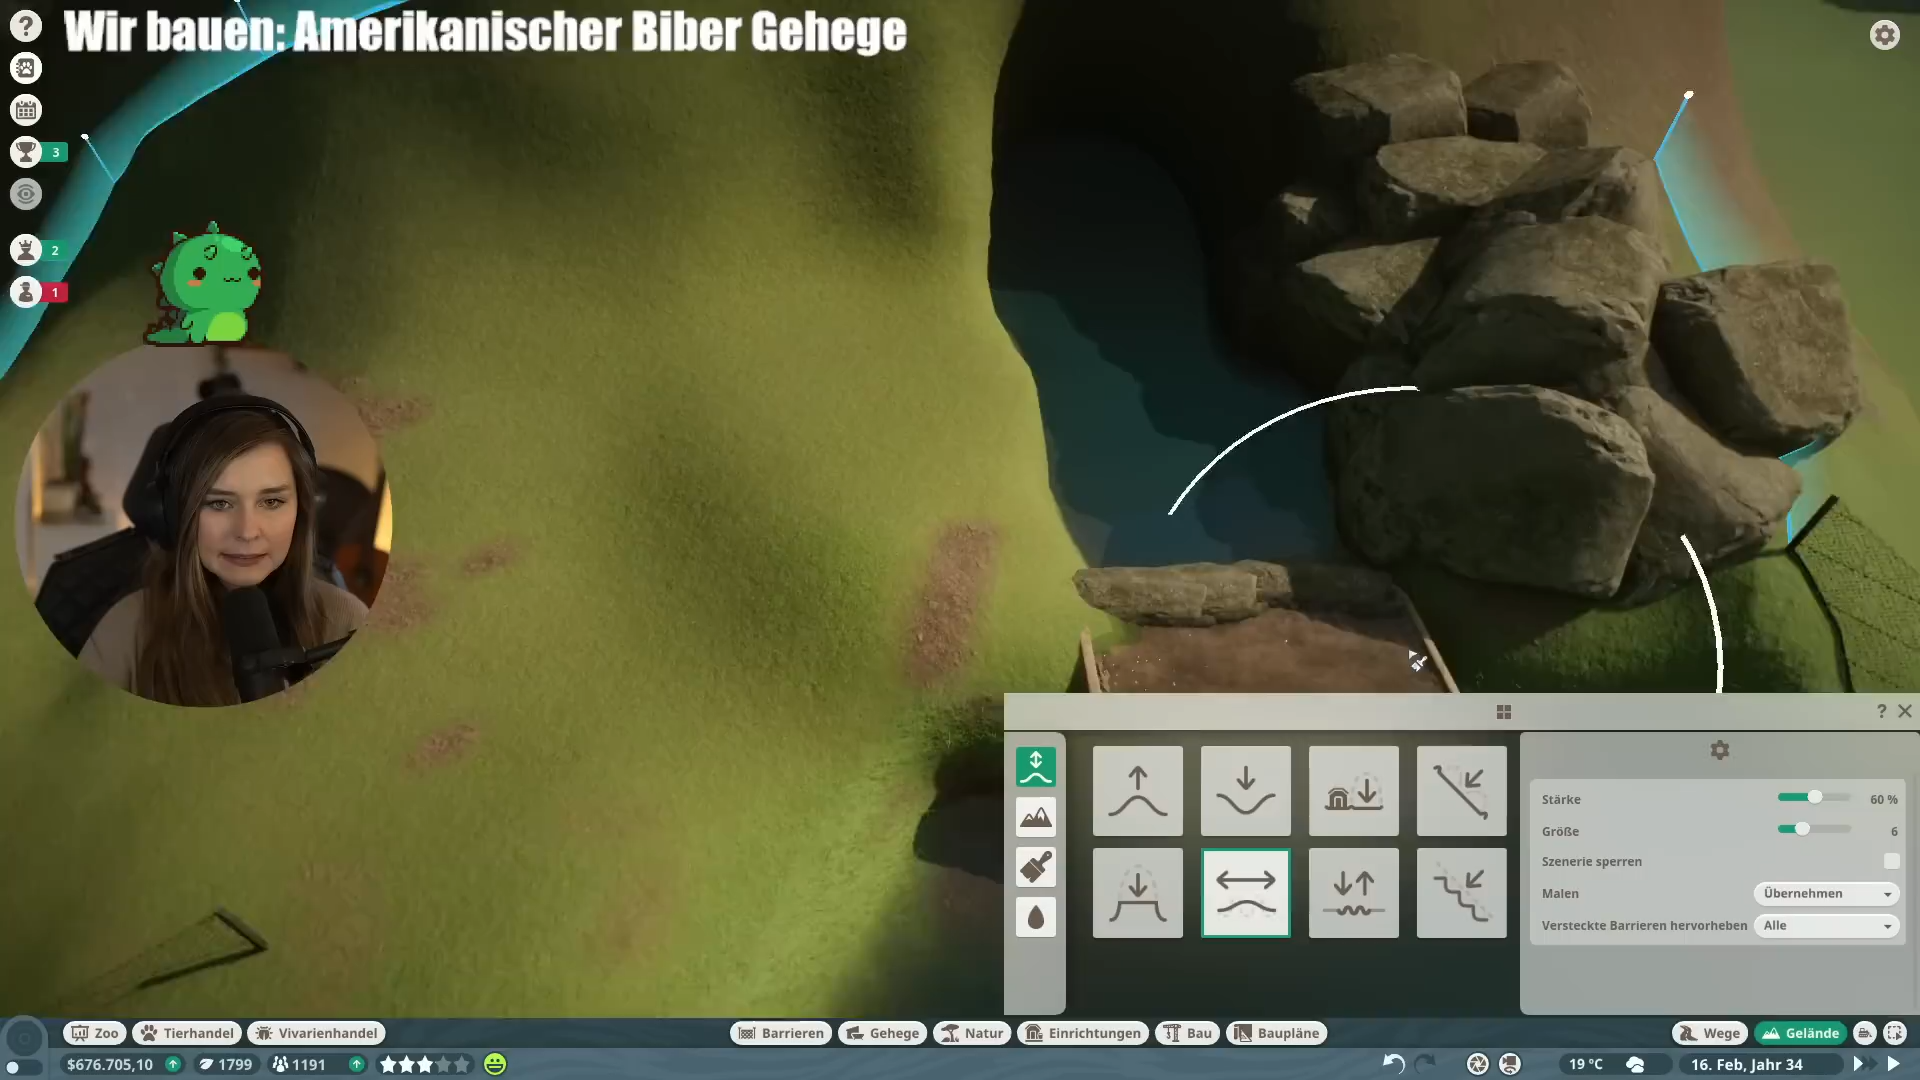 Wir bauen: Amerikanischer Biber Gehege
3
2
1
Stärke 60 %
Größe 6
Szenerie sperren
Malen Übernehmen
Versteckte Barrieren hervorheben Alle
Zoo Tierhandel Vivarienhandel Barrieren Gehege Natur Einrichtungen Bau Baupläne Wege Gelände
$676.705,10 1799 1191 19 °C 16. Feb, Jahr 34